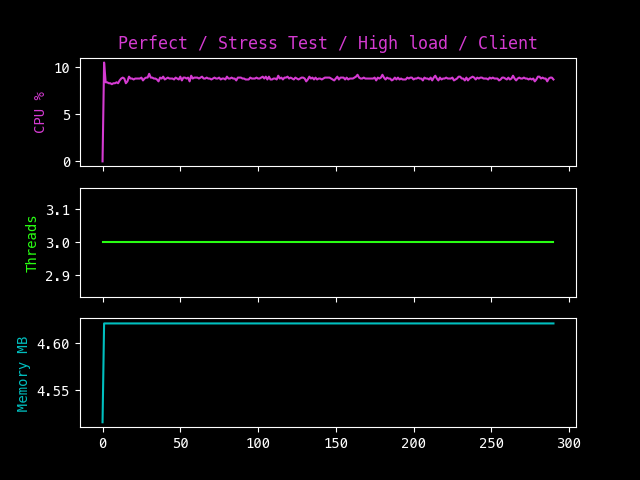 Perfect / Stress Test / High load / Client
10
5
0
CPU %
3.1
3.0
2.9
Threads
4.60
4.55
Memory MB
0 50 100 150 200 250 300